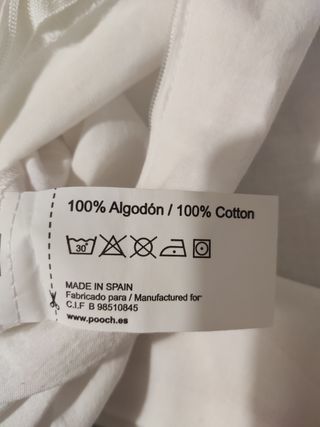 100% Algodón / 100% Cotton
30°
MADE IN SPAIN
Fabricado para / Manufactured for
C.I.F B 98510845
www.pooch.es